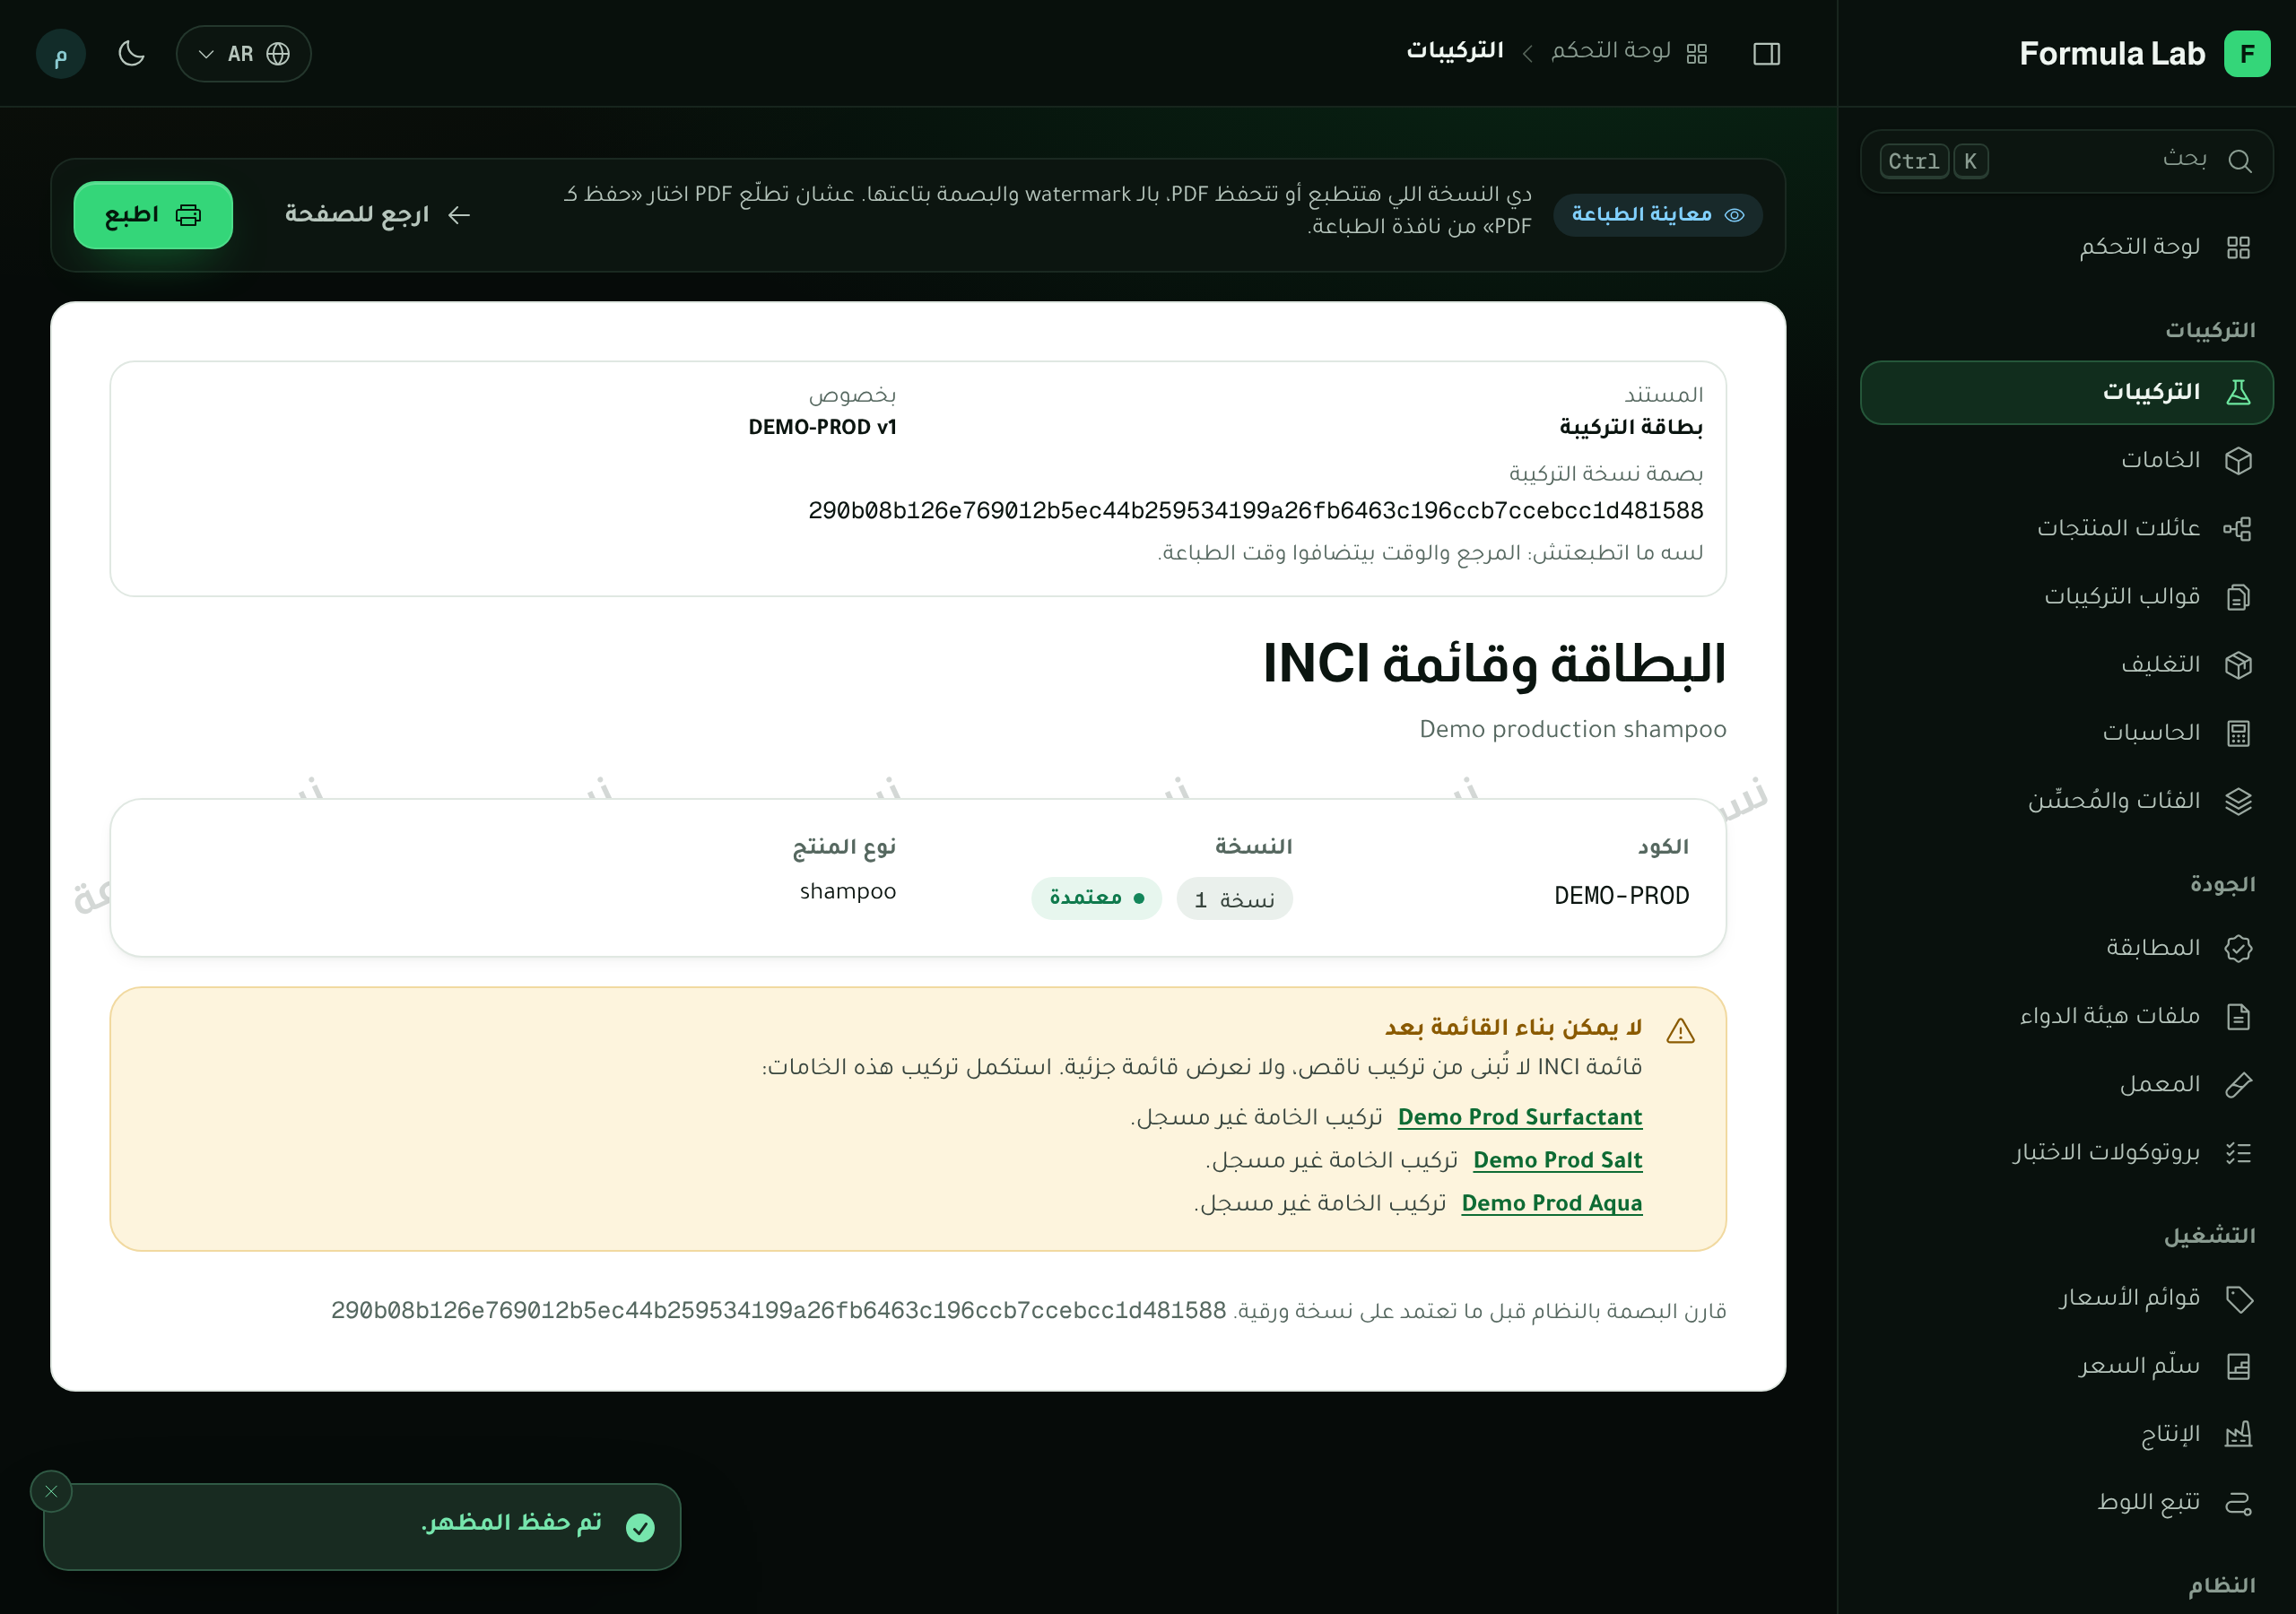 F Formula Lab
بحث
Ctrl K
لوحة التحكم
التركيبات
التركيبات
الخامات
عائلات المنتجات
قوالب التركيبات
التغليف
الحاسبات
الفئات والمُحسِّن
الجودة
المطابقة
ملفات هيئة الدواء
المعمل
بروتوكولات الاختبار
التشغيل
قوائم الأسعار
سلّم السعر
الإنتاج
تتبع اللوط
النظام
لوحة التحكم
التركيبات
AR
م
معاينة الطباعة
دي النسخة اللي هتتطبع أو تتحفظ PDF، بالـ watermark والبصمة بتاعتها. عشان تطلّع PDF اختار «حفظ كـ
PDF» من نافذة الطباعة.
ارجع للصفحة
اطبع
المستند
بطاقة التركيبة
بخصوص
DEMO-PROD v1
بصمة نسخة التركيبة
290b08b126e769012b5ec44b259534199a26fb6463c196ccb7ccebcc1d481588
لسه ما اتطبعتش: المرجع والوقت بيتضافوا وقت الطباعة.
البطاقة وقائمة INCI
Demo production shampoo
الكود
DEMO-PROD
النسخة
نسخة 1
معتمدة
نوع المنتج
shampoo
لا يمكن بناء القائمة بعد
قائمة INCI لا تُبنى من تركيب ناقص، ولا نعرض قائمة جزئية. استكمل تركيب هذه الخامات:
Demo Prod Surfactant تركيب الخامة غير مسجل.
Demo Prod Salt تركيب الخامة غير مسجل.
Demo Prod Aqua تركيب الخامة غير مسجل.
قارن البصمة بالنظام قبل ما تعتمد على نسخة ورقية. 290b08b126e769012b5ec44b259534199a26fb6463c196ccb7ccebcc1d481588
تم حفظ المظهر.